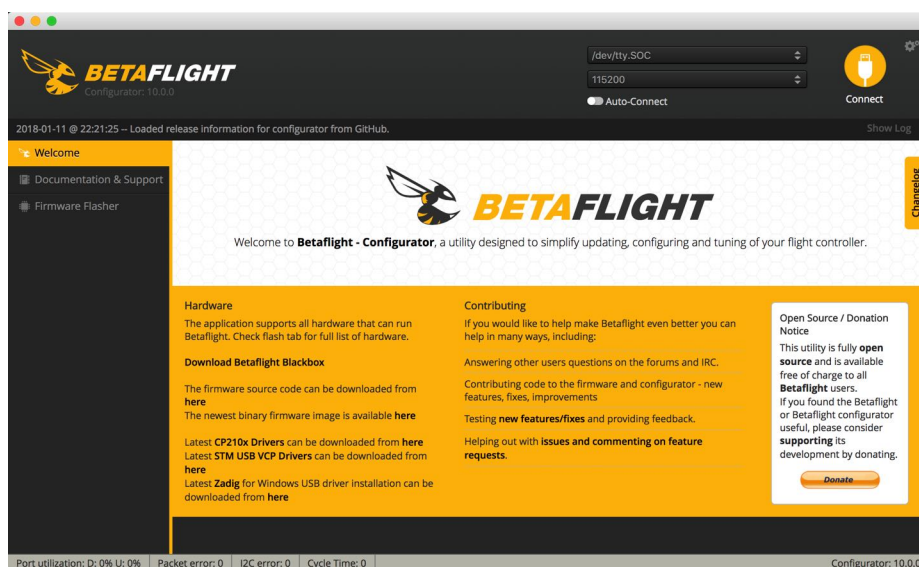 BETAFLIGHT
Configurator: 10.0.0
/dev/tty.SOC
115200
Auto-Connect
Connect
2018-01-11 @ 22:21:25 -- Loaded release information for configurator from GitHub.
Show Log
Welcome
Documentation & Support
Firmware Flasher
Changelog
BETAFLIGHT
Welcome to Betaflight - Configurator, a utility designed to simplify updating, configuring and tuning of your flight controller.
Hardware
The application supports all hardware that can run
Betaflight. Check flash tab for full list of hardware.
Download Betaflight Blackbox
The firmware source code can be downloaded from
here
The newest binary firmware image is available here
Latest CP210x Drivers can be downloaded from here
Latest STM USB VCP Drivers can be downloaded from
here
Latest Zadig for Windows USB driver installation can be
downloaded from here
Contributing
If you would like to help make Betaflight even better you can
help in many ways, including:
Answering other users questions on the forums and IRC.
Contributing code to the firmware and configurator - new
features, fixes, improvements
Testing new features/fixes and providing feedback.
Helping out with issues and commenting on feature
requests.
Open Source / Donation
Notice
This utility is fully open
source and is available
free of charge to all
Betaflight users.
If you found the Betaflight
or Betaflight configurator
useful, please consider
supporting its
development by donating.
Donate
Port utilization: D: 0% U: 0%
Packet error: 0
I2C error: 0
Cycle Time: 0
Configurator: 10.0.0